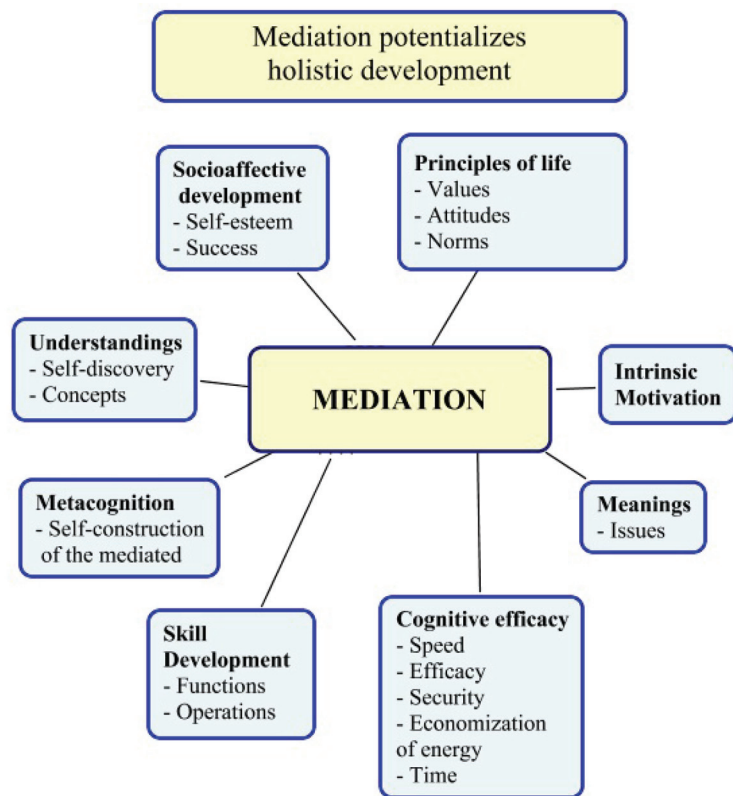 Mediation potentializes
holistic development
Socioaffective
development
- Self-esteem
- Success
Principles of life
- Values
- Attitudes
- Norms
Understandings
- Self-discovery
- Concepts
MEDIATION
Intrinsic
Motivation
Metacognition
- Self-construction
of the mediated
Meanings
- Issues
Skill
Development
- Functions
- Operations
Cognitive efficacy
- Speed
- Efficacy
- Security
- Economization
of energy
- Time